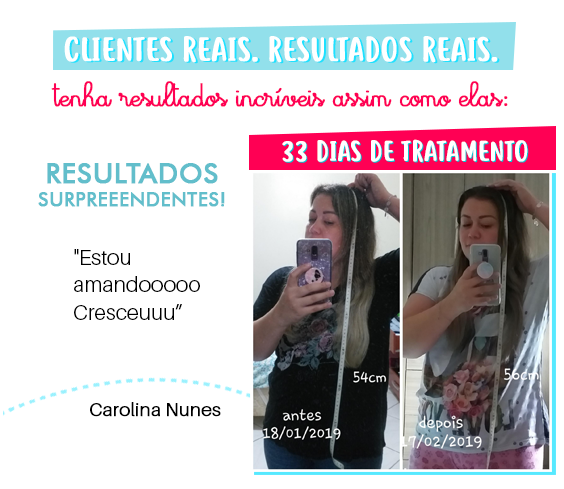 CLIENTES REAIS. RESULTADOS REAIS.
tenha resultados incríveis assim como elas:
33 DIAS DE TRATAMENTO
RESULTADOS
SURPREEENDENTES!
"Estou
amandooooo
Cresceuuu”
Carolina Nunes
54cm
antes
18/01/2019
56cm
depois
17/02/2019